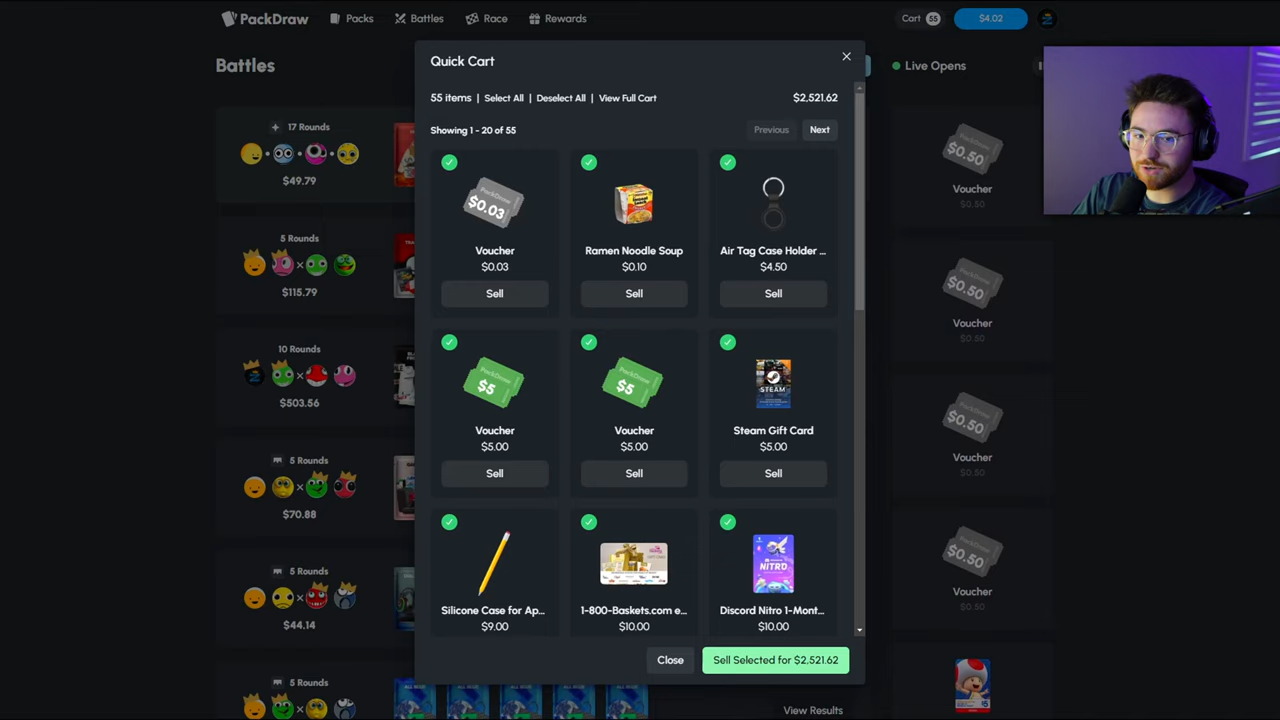 PackDraw
Packs
Battles
Race
Rewards
Cart
55
$4.02
Battles
Live Opens
Quick Cart
55 items | Select All | Deselect All | View Full Cart
$2,521.62
Showing 1 - 20 of 55
Previous
Next
PackDraw
$0.03
Voucher
$0.03
Sell
Ramen Noodle Soup
$0.10
Sell
Air Tag Case Holder ...
$4.50
Sell
PackDraw
$5
Voucher
$5.00
Sell
PackDraw
$5
Voucher
$5.00
Sell
STEAM
Steam Gift Card
$5.00
Sell
Silicone Case for Ap...
$9.00
1-800-Baskets.com e...
$10.00
NITRO
Discord Nitro 1-Mont...
$10.00
Close
Sell Selected for $2,521.62
17 Rounds
$49.79
5 Rounds
$115.79
10 Rounds
$503.56
5 Rounds
$70.88
5 Rounds
$44.14
5 Rounds
View Results
$0.50
Voucher
$0.50
$0.50
Voucher
$0.50
Voucher
$0.50
$0.50
Voucher